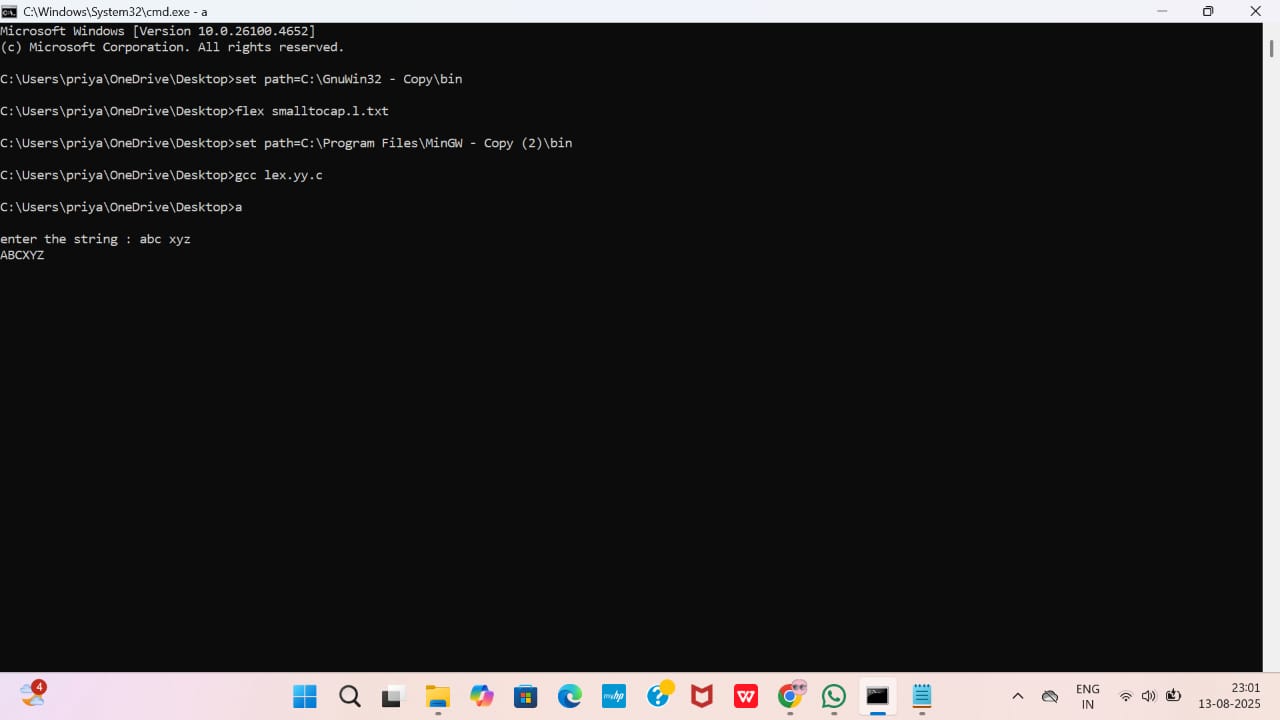 C:\Windows\System32\cmd.exe - a
Microsoft Windows [Version 10.0.26100.4652]
(c) Microsoft Corporation. All rights reserved.
C:\Users\priya\OneDrive\Desktop>set path=C:\GnuWin32 - Copy\bin
C:\Users\priya\OneDrive\Desktop>flex smalltocap.l.txt
C:\Users\priya\OneDrive\Desktop>set path=C:\Program Files\MinGW - Copy (2)\bin
C:\Users\priya\OneDrive\Desktop>gcc lex.yy.c
C:\Users\priya\OneDrive\Desktop>a
enter the string : abc xyz
ABCXYZ
4
myhp
W
ENG
IN
23:01
13-08-2025